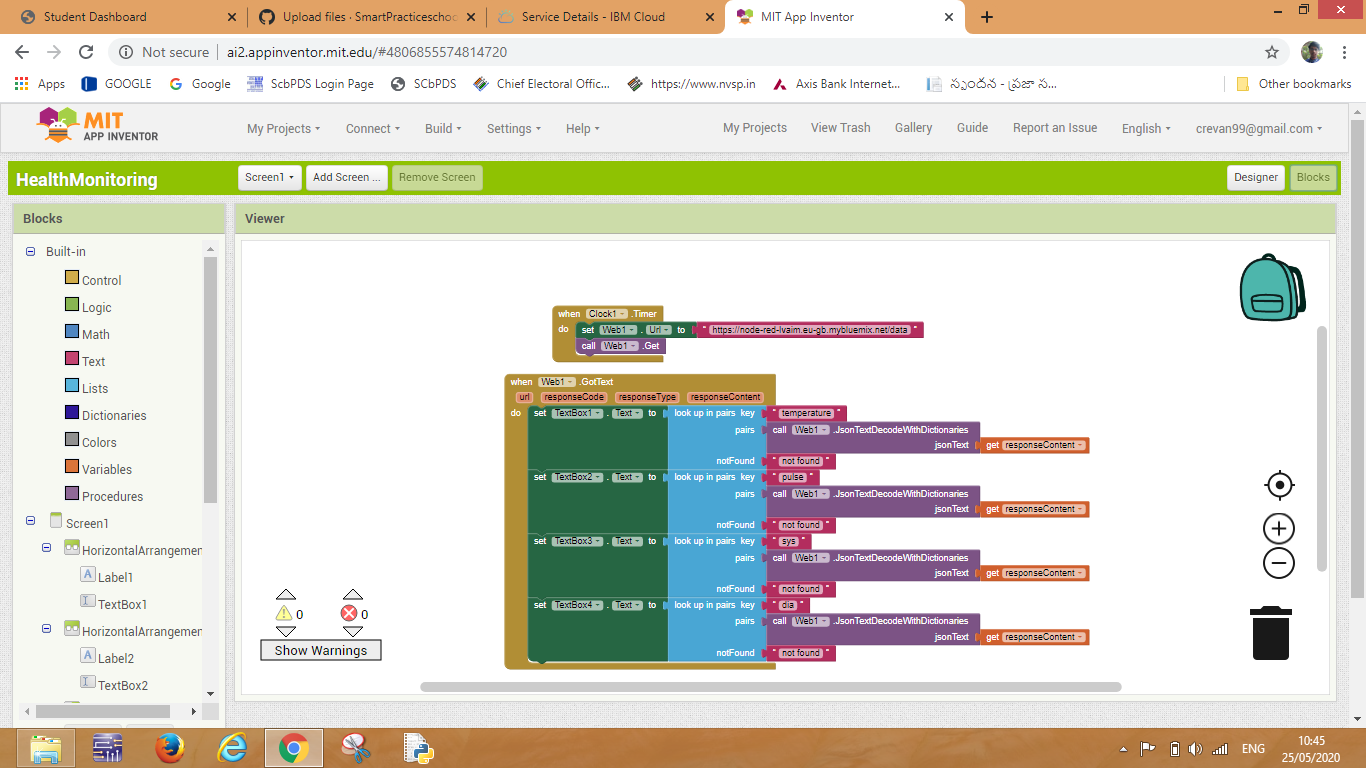 Student Dashboard
Upload files · SmartPracticeschoo
Service Details - IBM Cloud
MIT App Inventor
Not secure | ai2.appinventor.mit.edu/#4806855574814720
Apps GOOGLE Google ScbPDS Login Page SCbPDS Chief Electoral Offic... https://www.nvsp.in Axis Bank Internet... స్పందన - ప్రజా స... Other bookmarks
MIT
APP INVENTOR
My Projects Connect Build Settings Help My Projects View Trash Gallery Guide Report an Issue English crevan99@gmail.com
HealthMonitoring Screen1 Add Screen ... Remove Screen Designer Blocks
Blocks
Viewer
Built-in
Control
Logic
Math
Text
Lists
Dictionaries
Colors
Variables
Procedures
Screen1
HorizontalArrangemen
A Label1
TextBox1
HorizontalArrangemen
A Label2
TextBox2
when Clock1 .Timer
do set Web1 . Url to " https://node-red-lvaim.eu-gb.mybluemix.net/data "
call Web1 .Get
when Web1 .GotText
url responseCode responseType responseContent
do set TextBox1 . Text to look up in pairs key " temperature "
pairs call Web1 .JsonTextDecodeWithDictionaries
jsonText get responseContent
notFound " not found "
set TextBox2 . Text to look up in pairs key " pulse "
pairs call Web1 .JsonTextDecodeWithDictionaries
jsonText get responseContent
notFound " not found "
set TextBox3 . Text to look up in pairs key " sys "
pairs call Web1 .JsonTextDecodeWithDictionaries
jsonText get responseContent
notFound " not found "
set TextBox4 . Text to look up in pairs key " dia "
pairs call Web1 .JsonTextDecodeWithDictionaries
jsonText get responseContent
notFound " not found "
0 0
Show Warnings
ENG
10:45
25/05/2020